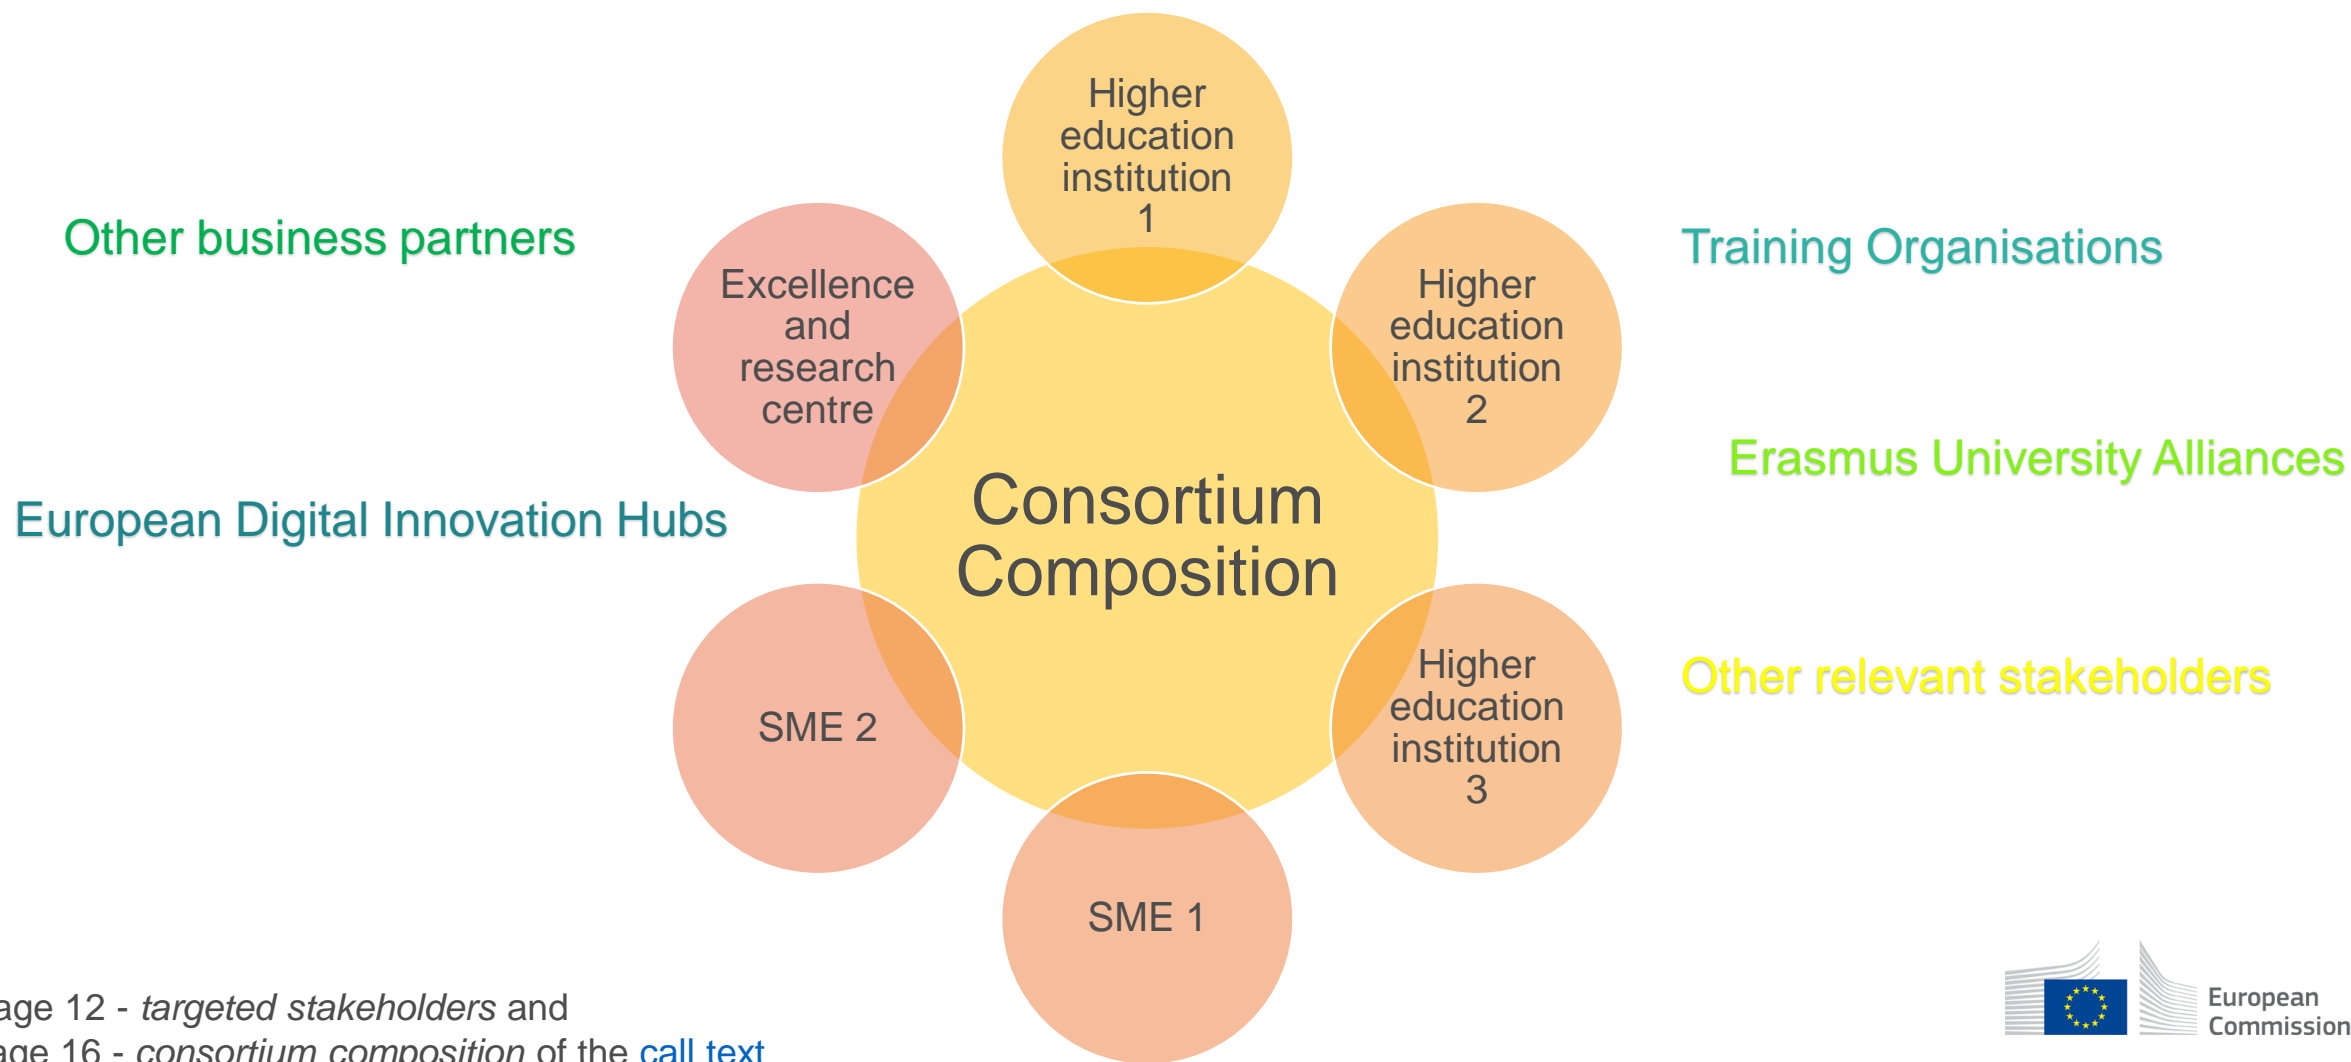 Higher
education
institution
1
Other business partners
Training Organisations
Excellence
and
research
centre
Higher
education
institution
2
Erasmus University Alliances
European Digital Innovation Hubs
Consortium
Composition
Higher
education
institution
3
Other relevant stakeholders
SME 2
SME 1
age 12 - targeted stakeholders and
age 16 - consortium composition of the call text
European
Commission